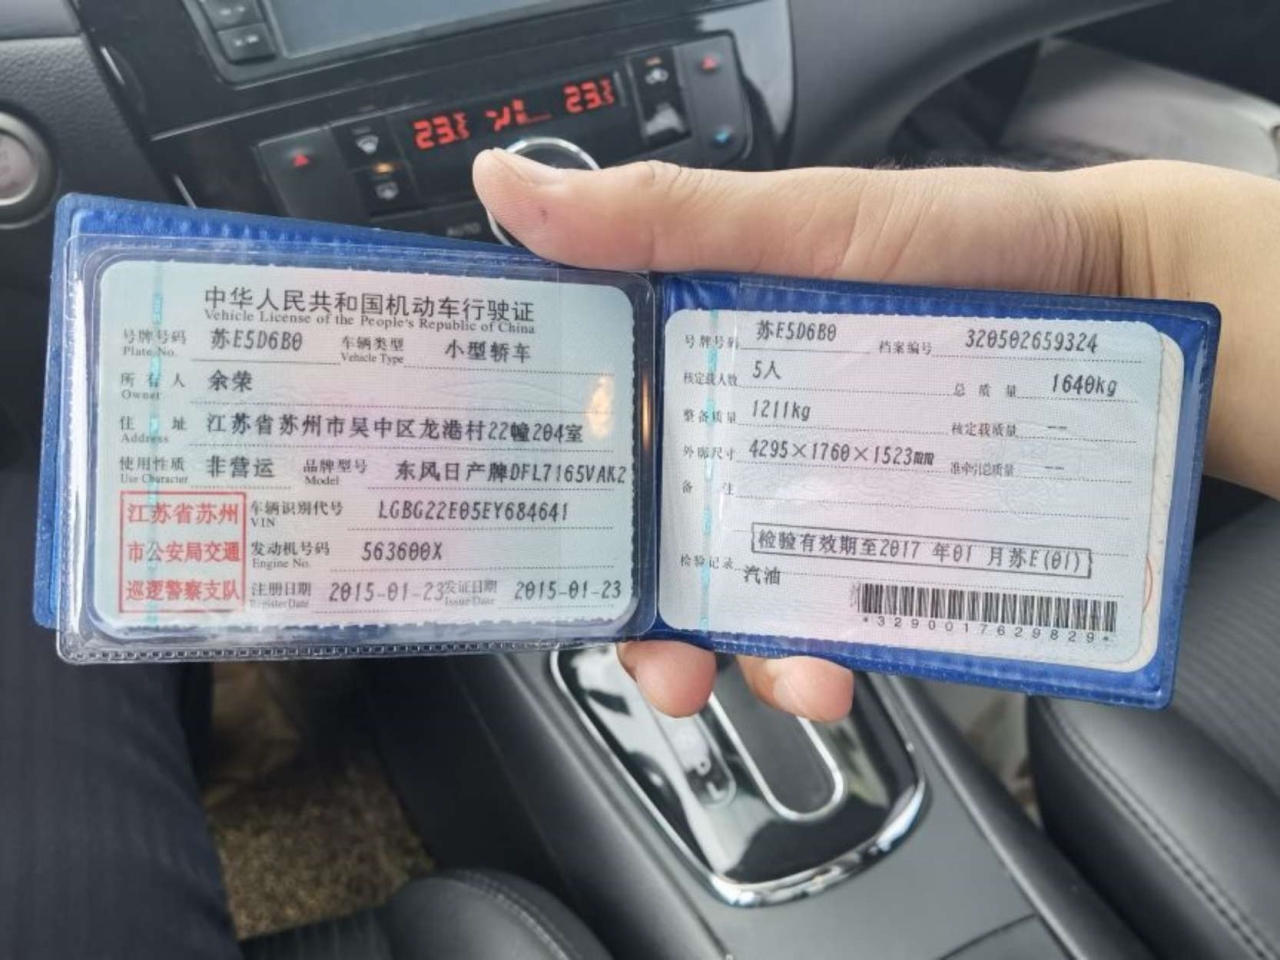 23.5
23.5
AUTO
中华人民共和国机动车行驶证
Vehicle License of the People's Republic of China
号牌号码 苏E5D6B0 车辆类型 小型轿车
Plate No. Vehicle Type
所有人 余荣
Owner
住址 江苏省苏州市吴中区龙港村22幢204室
Address
使用性质 非营运 品牌型号 东风日产牌DFL7165VAK2
Use Character Model
江苏省苏州
市公安局交通
巡逻警察支队
车辆识别代号 LGBG22E05EY684641
VIN
发动机号码 563600X
Engine No.
注册日期 2015-01-23 发证日期 2015-01-23
Register Date Issue Date
号牌号码 苏E5D6B0 档案编号 320502659324
核定载人数 5人 总质量 1640kg
整备质量 1211kg 核定载质量 --
外廓尺寸 4295×1760×1523mm 准牵引总质量 --
备注
检验有效期至2017 年01 月苏E(01)
检验记录
汽油
*3290017629829*